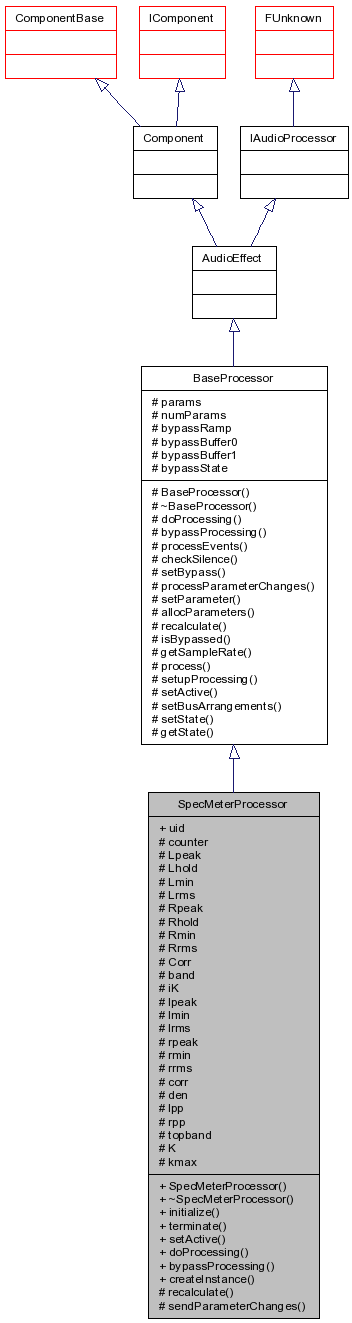 ComponentBase
IComponent
FUnknown
Component
IAudioProcessor
AudioEffect
BaseProcessor
# params
# numParams
# bypassRamp
# bypassBuffer0
# bypassBuffer1
# bypassState
# BaseProcessor()
# ~BaseProcessor()
# doProcessing()
# bypassProcessing()
# processEvents()
# checkSilence()
# setBypass()
# processParameterChanges()
# setParameter()
# allocParameters()
# recalculate()
# isBypassed()
# getSampleRate()
# process()
# setupProcessing()
# setActive()
# setBusArrangements()
# setState()
# getState()
SpecMeterProcessor
+ uid
# counter
# Lpeak
# Lhold
# Lmin
# Lrms
# Rpeak
# Rhold
# Rmin
# Rrms
# Corr
# band
# iK
# lpeak
# lmin
# lrms
# rpeak
# rmin
# rrms
# corr
# den
# lpp
# rpp
# topband
# K
# kmax
+ SpecMeterProcessor()
+ ~SpecMeterProcessor()
+ initialize()
+ terminate()
+ setActive()
+ doProcessing()
+ bypassProcessing()
+ createInstance()
# recalculate()
# sendParameterChanges()